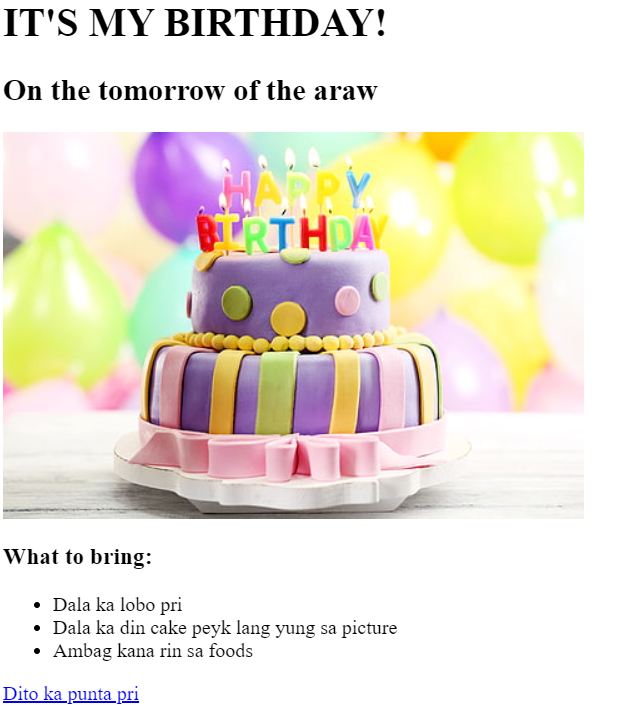 IT'S MY BIRTHDAY!
On the tomorrow of the araw
HAPPY
BIRTHDAY
What to bring:
Dala ka lobo pri
Dala ka din cake peyk lang yung sa picture
Ambag kana rin sa foods
Dito ka punta pri